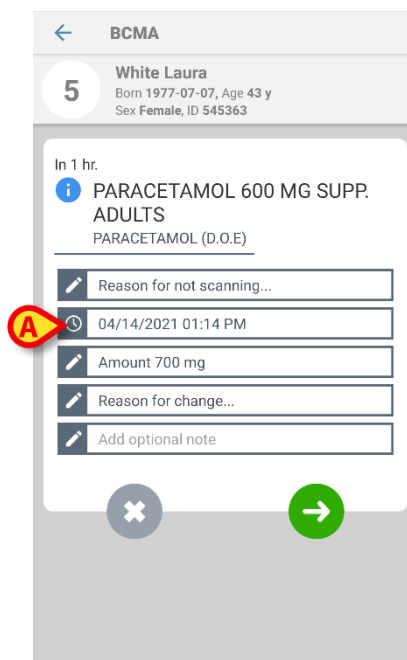 BCMA
5
White Laura
Born 1977-07-07, Age 43 y
Sex Female, ID 545363
In 1 hr.
i
PARACETAMOL 600 MG SUPP.
ADULTS
PARACETAMOL (D.O.E)
Reason for not scanning...
A
04/14/2021 01:14 PM
Amount 700 mg
Reason for change...
Add optional note